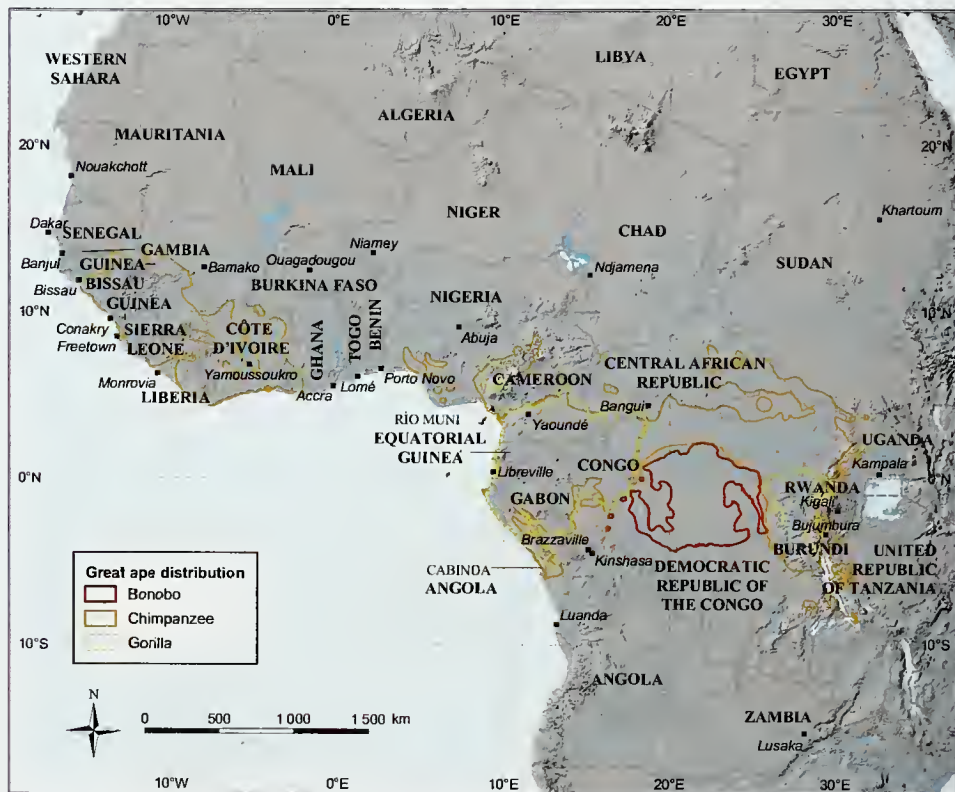 10°W 0°E 10°E 20°E 30°E
WESTERN
SAHARA
LIBYA
EGYPT
ALGERIA
20°N 20°N
MAURITANIA
MALI
Nouakchott
NIGER
Khartoum
Dakar
SENEGAL
CHAD
GAMBIA
Niamey
Banjul
GUINEA-
BISSAU
Bamako
Ouagadougou
Ndjamena
SUDAN
Bissau
BURKINA FASO
GUINEA
NIGERIA
10°N 10°N
Conakry
SIERRA
LEONE
CÔTE
D'IVOIRE
GHANA
TOGO
BENIN
Abuja
Freetown
Yamoussoukro
CENTRAL AFRICAN
REPUBLIC
Monrovia
LIBERIA
Accra
Lomé
Porto Novo
CAMEROON
Bangui
RÍO MUNI
Yaoundé
EQUATORIAL
GUINEA
UGANDA
Kampala
0°N 0°N
Libreville
CONGO
GABON
RWANDA
Kigali
Bujumbura
Brazzaville
Kinshasa
BURUNDI
UNITED
REPUBLIC
OF TANZANIA
CABINDA
ANGOLA
DEMOCRATIC
REPUBLIC OF
THE CONGO
Great ape distribution
Bonobo
Chimpanzee
Gorilla
Luanda
10°S 10°S
ANGOLA
N
0 500 1 000 1 500 km
ZAMBIA
Lusaka
10°W 0°E 10°E 20°E 30°E